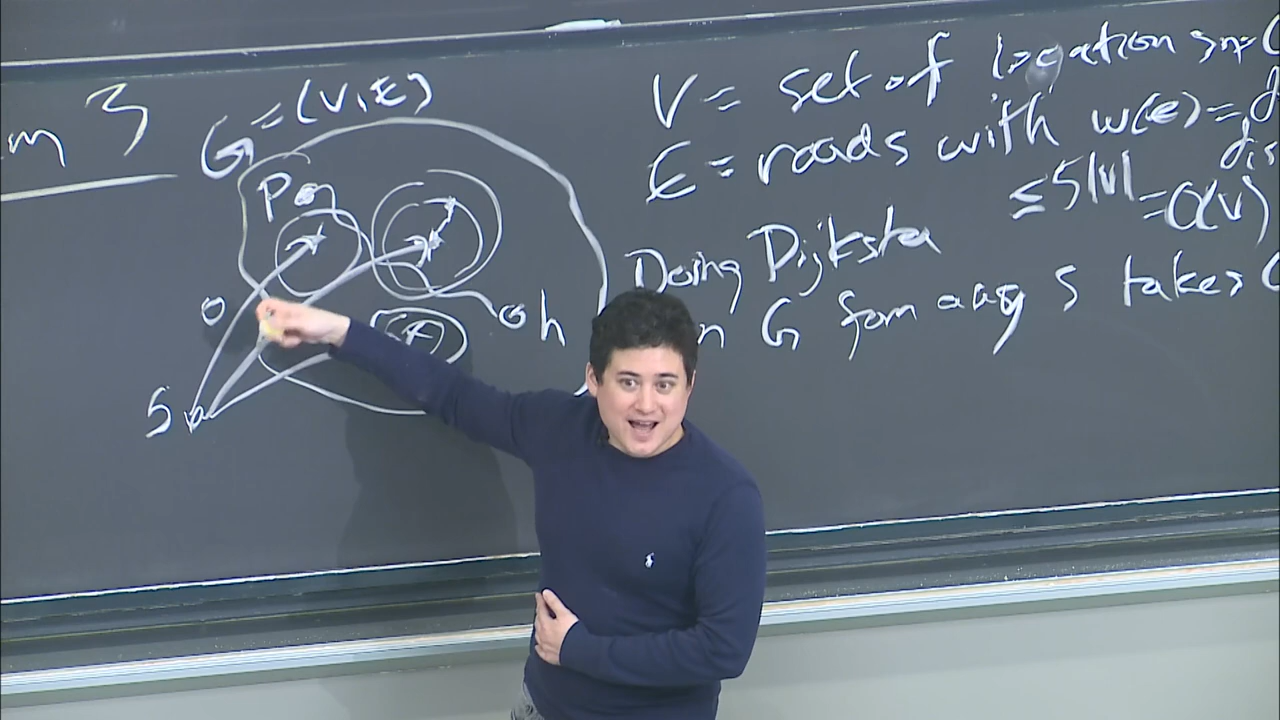 m 3
G = (V, E)
V = set of location
E = roads with w(e) =
≤ 5|V| = O(V)
Doing Dijkstra
n G from any s takes
h
S